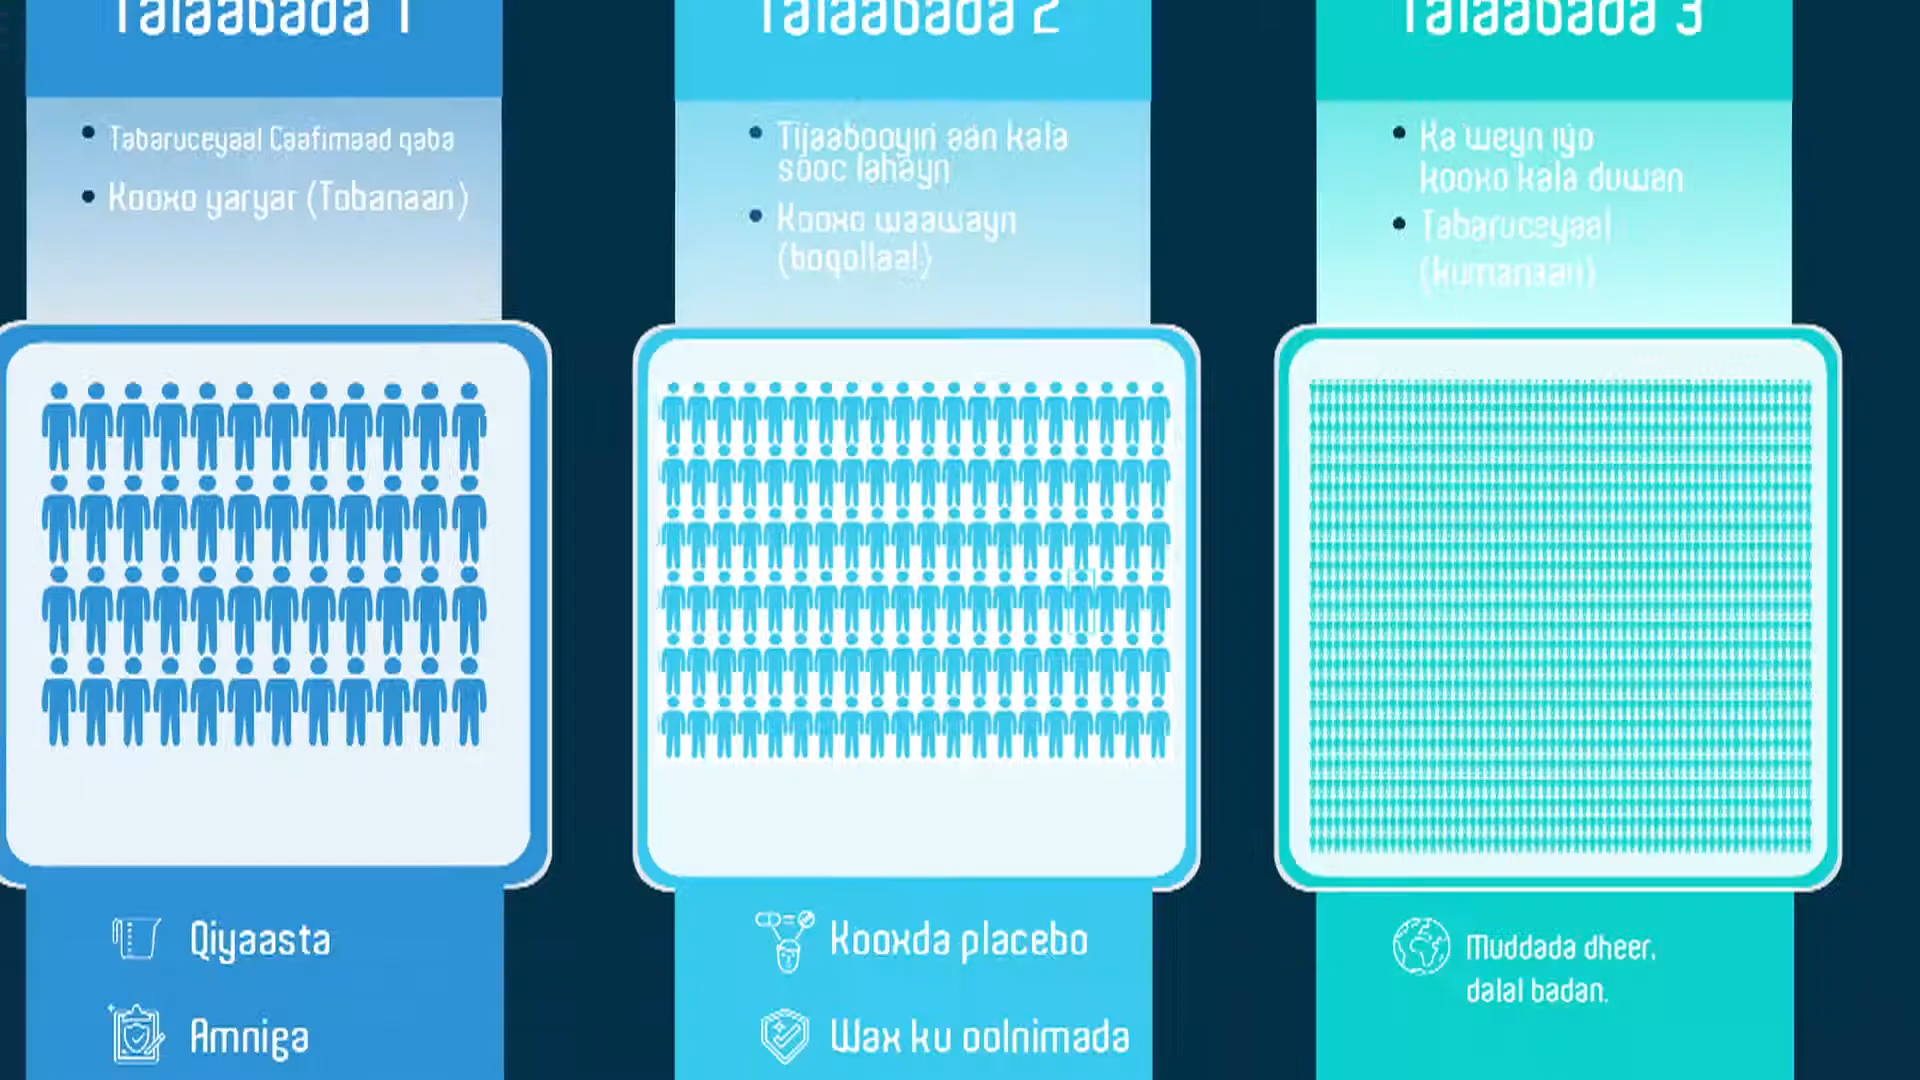 Talaabada 1
Tabaruceyaal Caafimaad qaba
Kooxo yaryar (Tobanaan)
Qiyaasta
Amniga
Talaabada 2
Tijaabooyin aan kala
sooc lahayn
Kooxo waawayn
(boqollaal)
Kooxda placebo
Wax ku oolnimada
Talaabada 3
Ka weyn iyo
kooxo kala duwan
Tabaruceyaal
(kumanaan)
Muddada dheer,
dalal badan.